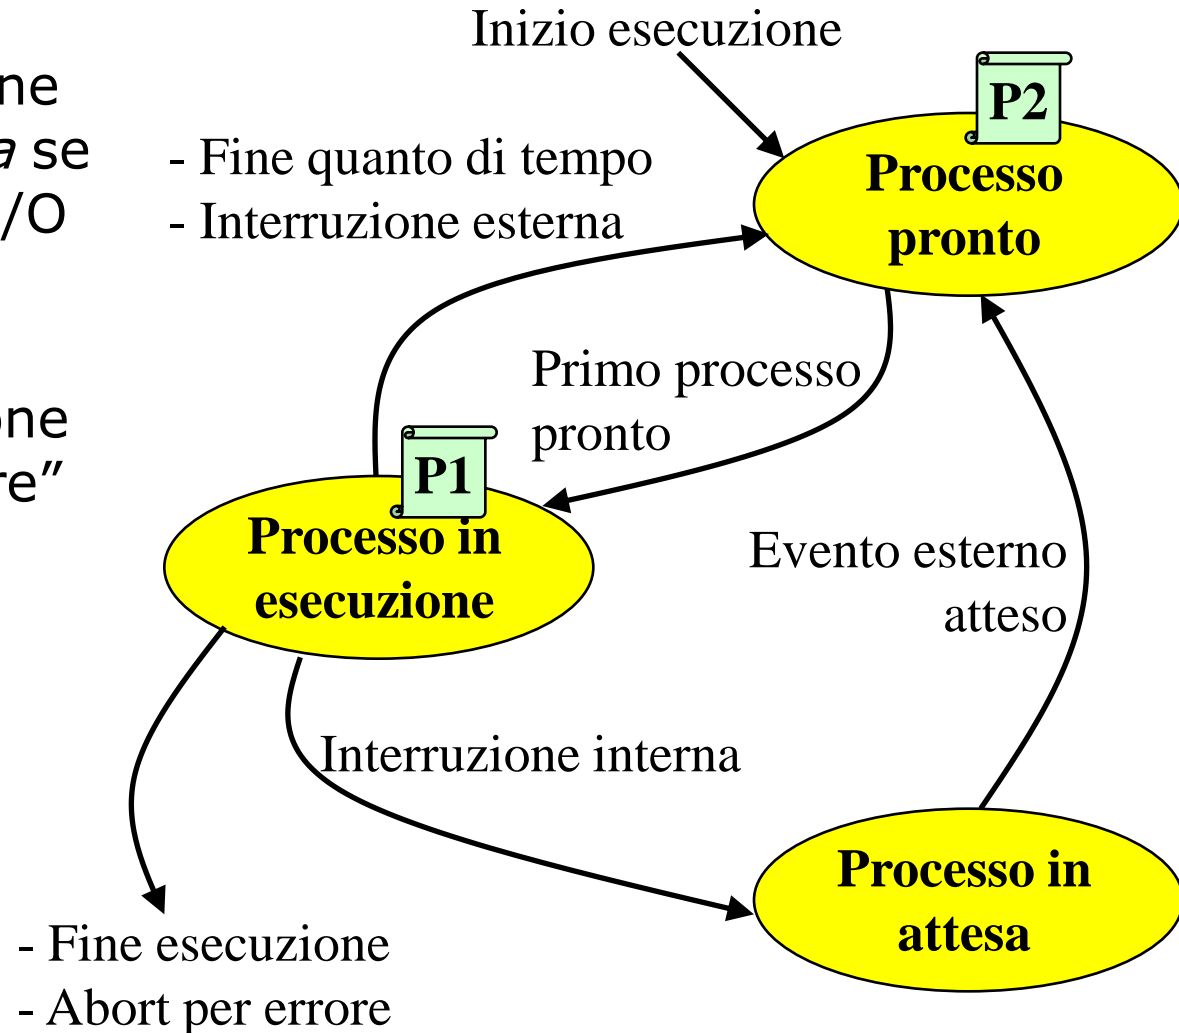 Inizio esecuzione
ne
a se
/O
- Fine quanto di tempo
- Interruzione esterna
P2
Processo
pronto
Primo processo
pronto
one
re”
P1
Processo in
esecuzione
Evento esterno
atteso
Interruzione interna
Processo in
attesa
- Fine esecuzione
- Abort per errore